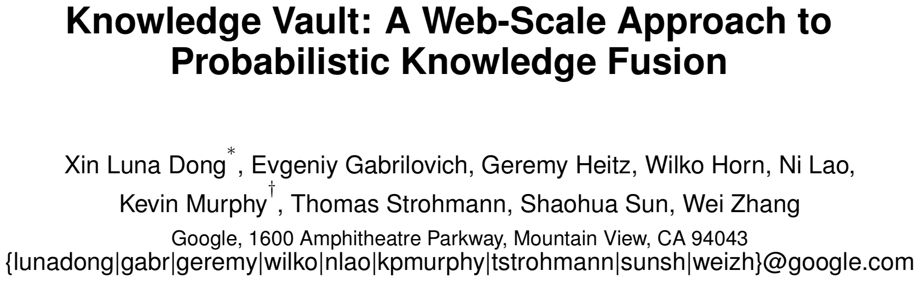 Knowledge Vault: A Web-Scale Approach to
Probabilistic Knowledge Fusion
Xin Luna Dong*, Evgeniy Gabrilovich, Geremy Heitz, Wilko Horn, Ni Lao,
Kevin Murphy†, Thomas Strohmann, Shaohua Sun, Wei Zhang
Google, 1600 Amphitheatre Parkway, Mountain View, CA 94043
{lunadong|gabr|geremy|wilko|nlao|kpmurphy|tstrohmann|sunsh|weizh}@google.com